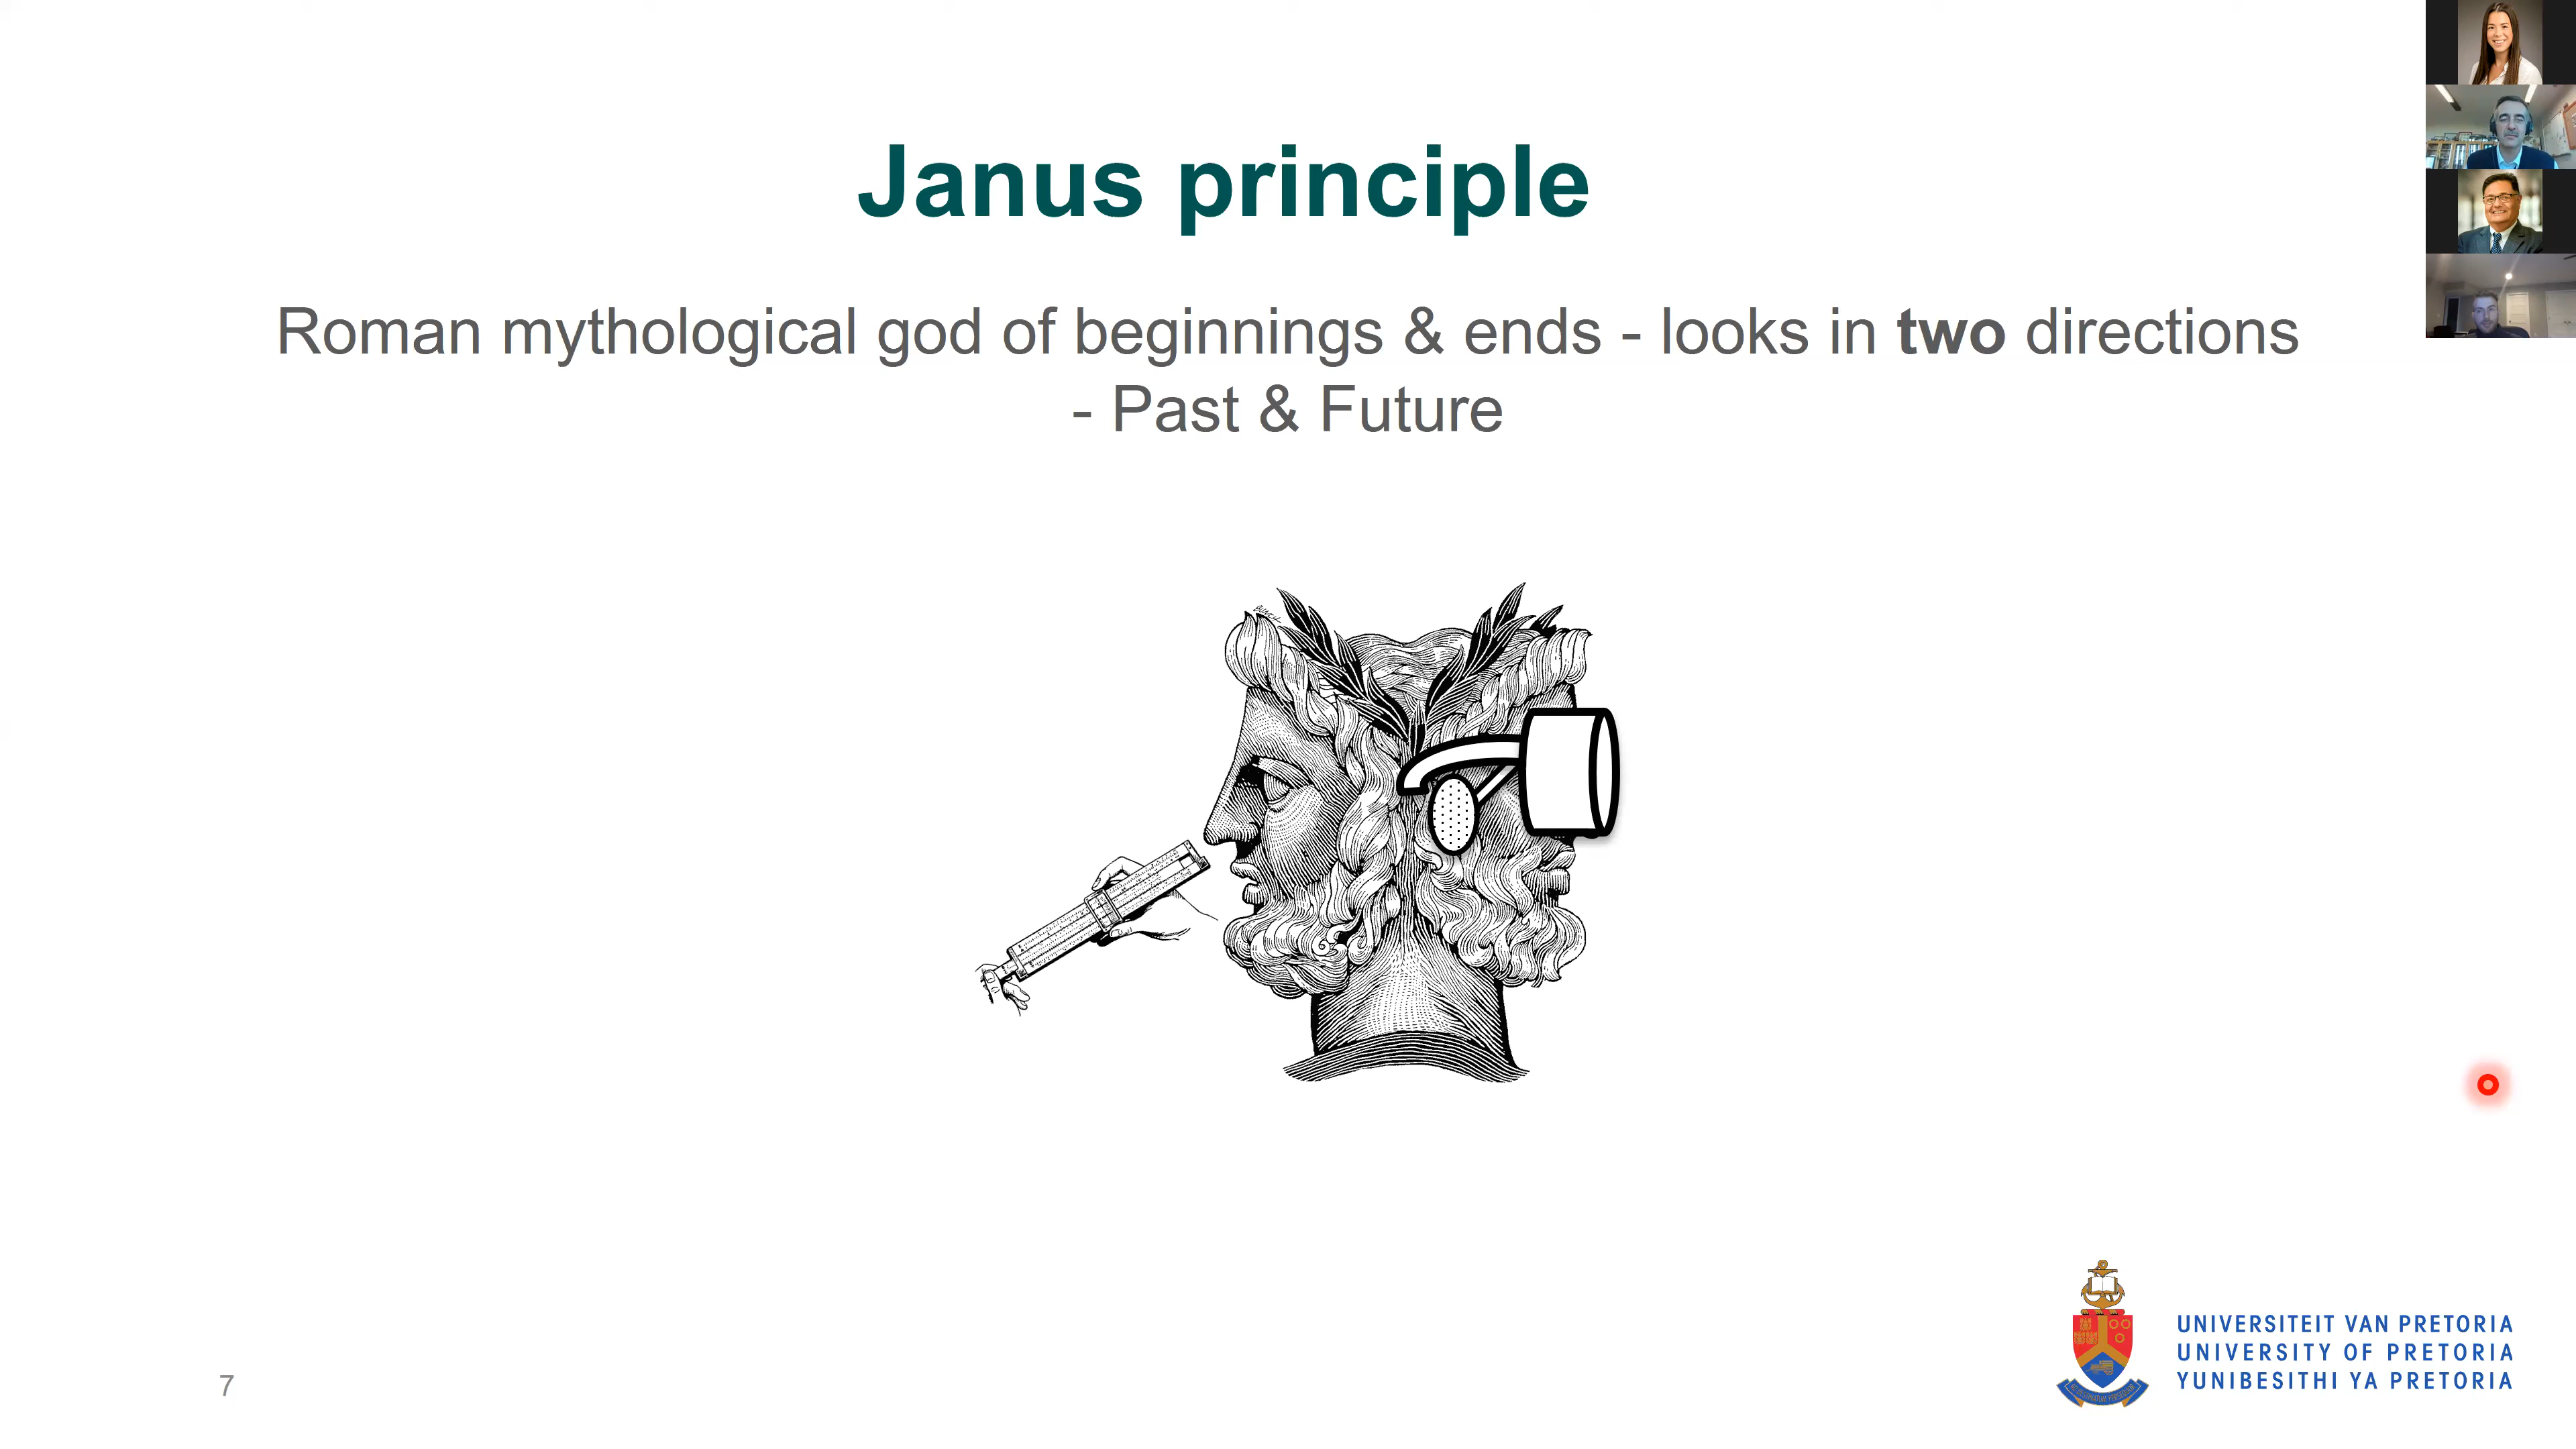 Janus principle
Roman mythological god of beginnings & ends - looks in two directions
- Past & Future
UNIVERSITEIT VAN PRETORIA
UNIVERSITY OF PRETORIA
YUNIBESITHI YA PRETORIA
7